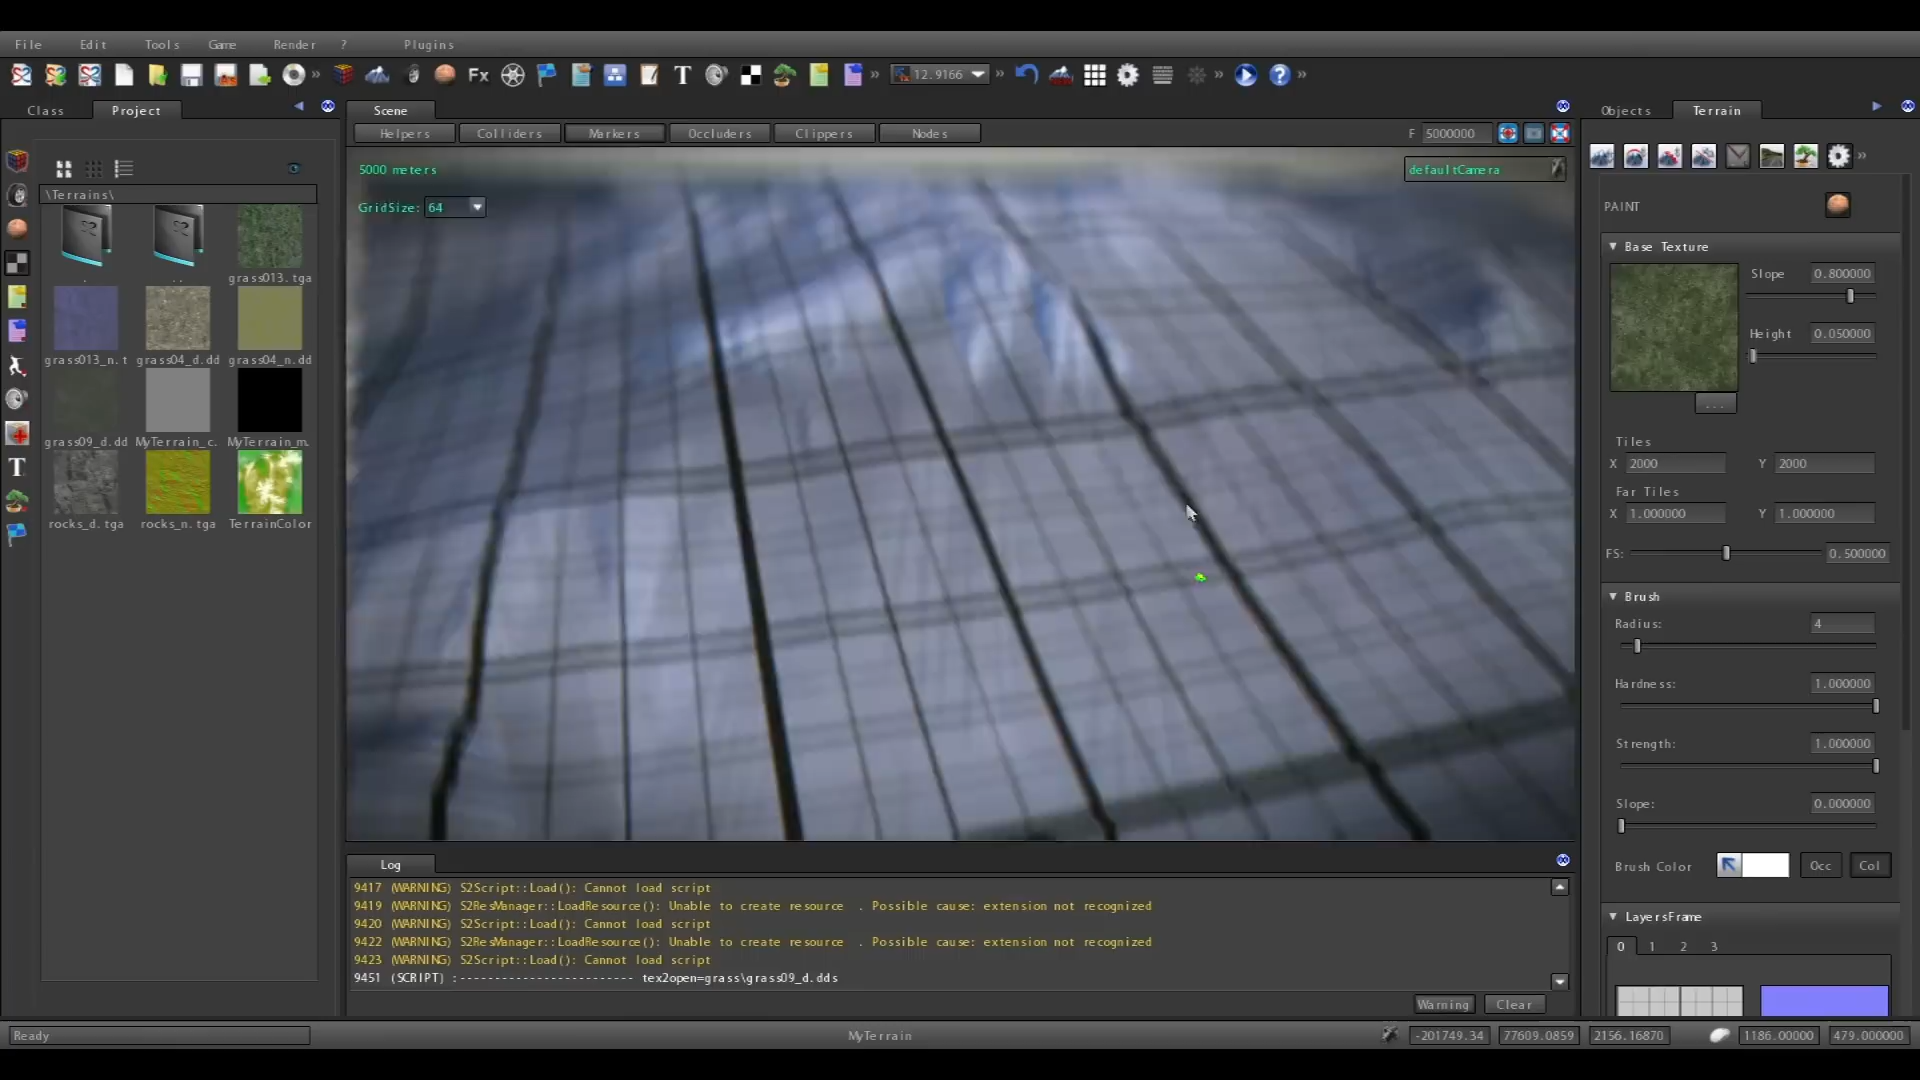 File Edit Tools Game Render ? Plugins
Fx T 12.9166
Class Project
Scene
Objects Terrain
Helpers Colliders Markers Occluders Clippers Nodes
F 5000000
5000 meters
defaultCamera
GridSize: 64
\Terrains\
. .. grass013.tga
grass013_n.t grass04_d.dd grass04_n.dd
grass09_d.dd MyTerrain_c. MyTerrain_m.
rocks_d.tga rocks_n.tga TerrainColor
T
PAINT
Base Texture
Slope 0.800000
Height 0.050000
...
Tiles
X 2000 Y 2000
Far Tiles
X 1.000000 Y 1.000000
FS: 0.500000
Brush
Radius: 4
Hardness: 1.000000
Strength: 1.000000
Slope: 0.000000
Brush Color Occ Col
LayersFrame
0 1 2 3
Log
9417 (WARNING) S2Script::Load(): Cannot load script
9419 (WARNING) S2ResManager::LoadResource(): Unable to create resource . Possible cause: extension not recognized
9420 (WARNING) S2Script::Load(): Cannot load script
9422 (WARNING) S2ResManager::LoadResource(): Unable to create resource . Possible cause: extension not recognized
9423 (WARNING) S2Script::Load(): Cannot load script
9451 (SCRIPT) :------------------------- tex2open=grass\grass09_d.dds
Warning Clear
Ready MyTerrain -201749.34 77609.0859 2156.16870 1186.00000 479.000000